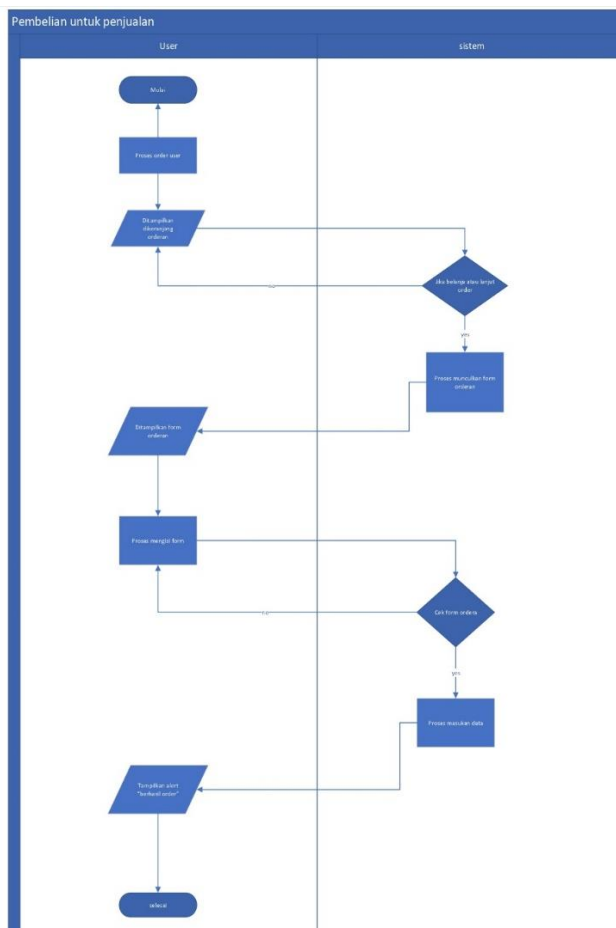 Pembelian untuk penjualan
User
sistem
Mulai
Proses order user
Ditampilkan
dikeranjang
orderan
Jika belanja atau lanjut
order
yes
Proses munculkan form
orderan
Ditampilkan form
orderan
Proses mengisi form
Cek form ordera
yes
Proses masukan data
Tampilkan alert
"berhasil order"
selesai